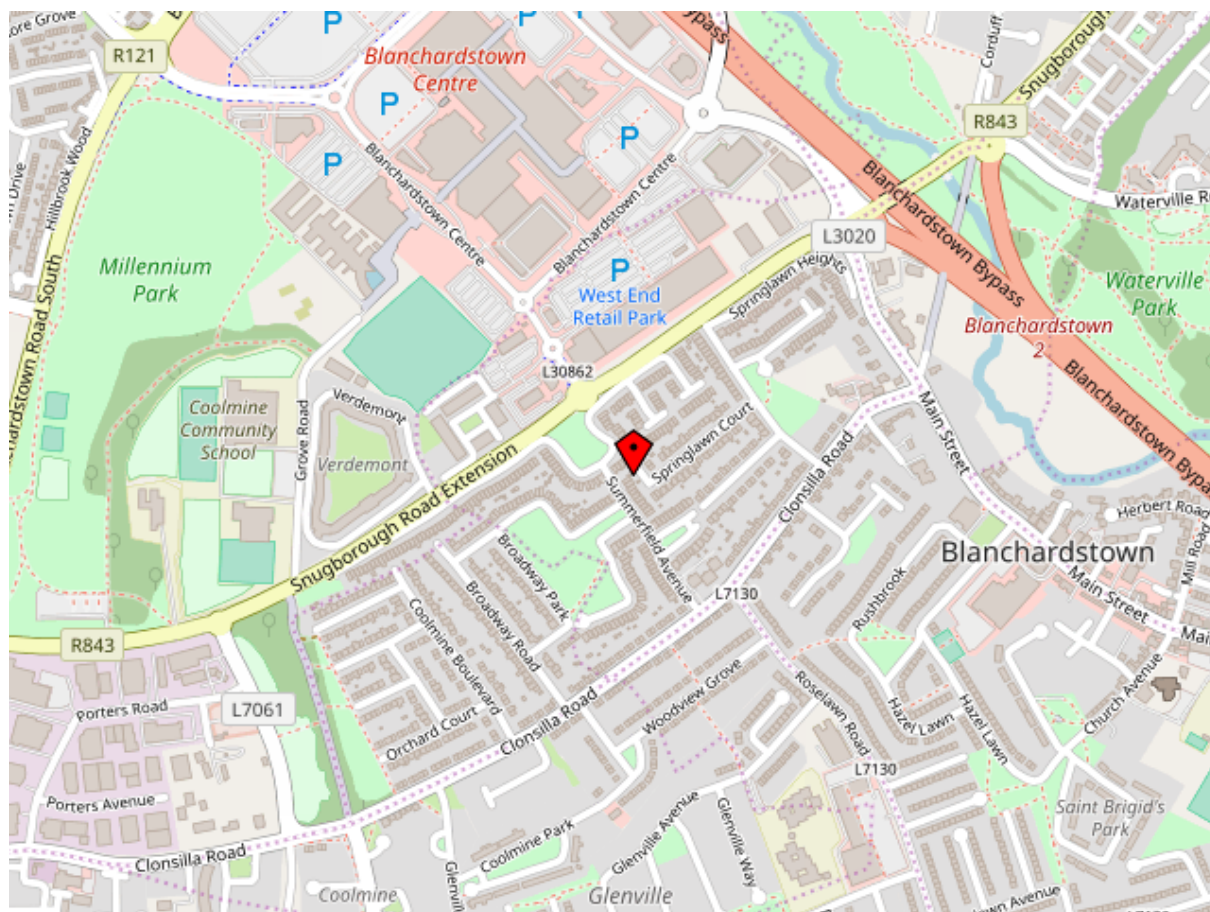 R121
Hillbrook Wood
Blanchardstown
Centre
P
P
P
P
P
P
P
Blanchardstown Centre
Blanchardstown Centre
Corduff
Snugborough
R843
Waterville
Blanchardstown Bypass
Bypass
L3020
Millennium
Park
West End
Retail Park
Springlawn Heights
Waterville
Park
Blanchardstown
2
Blanchardstown
L30862
Coolmine
Community
School
Verdemont
Verdemont
Grove Road
Snugborough Road Extension
Springlawn Court
Summerfield Avenue
Clonsilla Road
Main Street
Herbert Road
Mill Road
Blanchardstown
Main Street
Road South
R843
Broadway Park
Broadway Road
Coolmine Boulevard
L7130
Rushbrook
Porters Road
L7061
Orchard Court
Clonsilla Road
Woodview Grove
Roselawn Road
Hazel Lawn
Hazel Lawn
Church Avenue
L7130
Porters Avenue
Saint Brigid's
Park
Clonsilla Road
Coolmine Park
Glenville Avenue
Glenville Way
Coolmine
Glenville